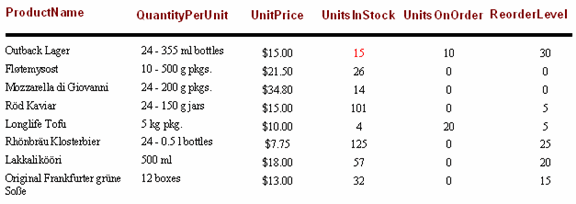 ProductName QuantityPerUnit UnitPrice UnitsInStock UnitsOnOrder ReorderLevel
Outback Lager 24 - 355 ml bottles $15.00 15 10 30
Fløtemysost 10 - 500 g pkgs. $21.50 26 0 0
Mozzarella di Giovanni 24 - 200 g pkgs. $34.80 14 0 0
Röd Kaviar 24 - 150 g jars $15.00 101 0 5
Longlife Tofu 5 kg pkg. $10.00 4 20 5
Rhönbräu Klosterbier 24 - 0.5 l bottles $7.75 125 0 25
Lakkalikööri 500 ml $18.00 57 0 20
Original Frankfurter grüne 12 boxes $13.00 32 0 15
Soße